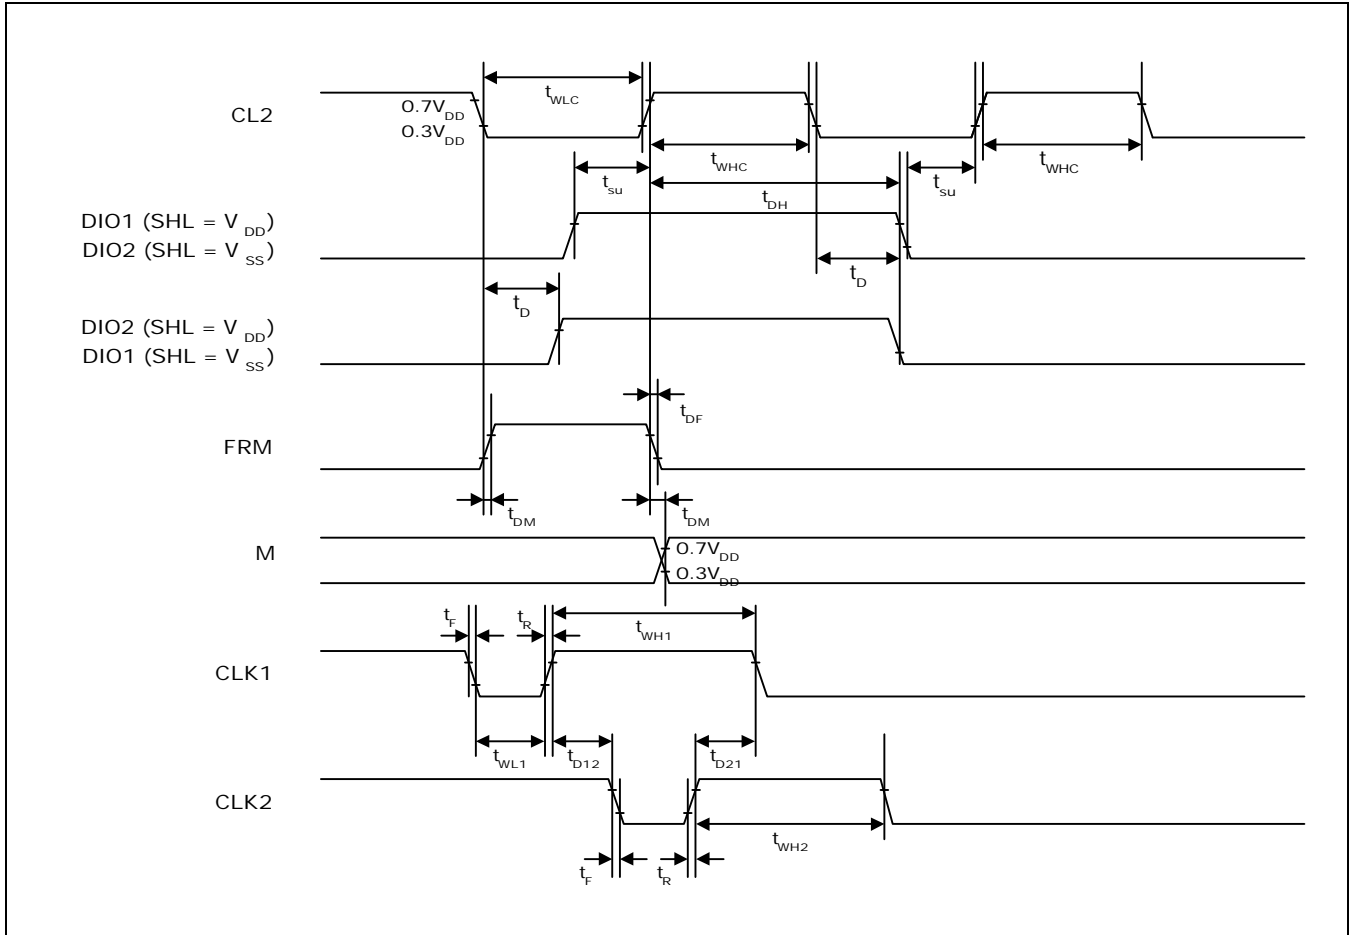 tWLC
CL2
0.7VDD
0.3VDD
tsu
tWHC
tsu
tWHC
tDH
DIO1 (SHL = VDD)
DIO2 (SHL = VSS)
tD
tD
DIO2 (SHL = VDD)
DIO1 (SHL = VSS)
tDF
FRM
tDM
tDM
M
0.7VDD
0.3VDD
tF
tR
tWH1
CLK1
tWL1
tD12
tD21
CLK2
tWH2
tF
tR